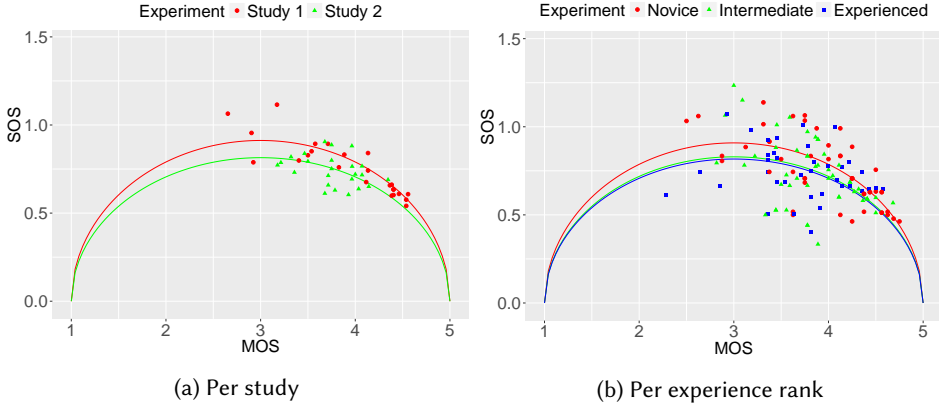 Experiment Study 1 Study 2
1.5
1.0
0.5
0.0
SOS
1 2 3 4 5
MOS
(a) Per study
Experiment Novice Intermediate Experienced
1.5
1.0
0.5
0.0
SOS
1 2 3 4 5
MOS
(b) Per experience rank